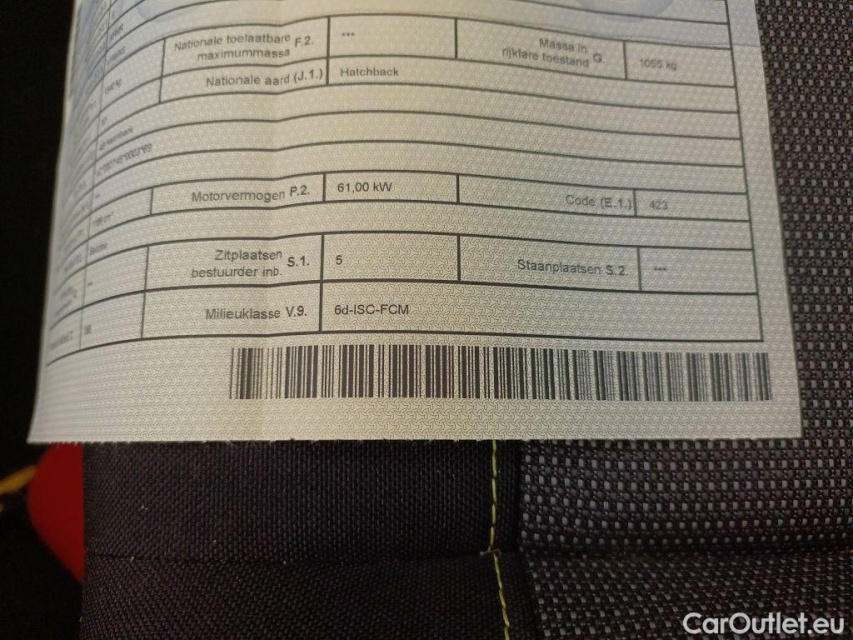 Nationale toelaatbare F.2. ***
maximummassa
Massa in G. 1055 kg
rijklare toestand
Nationale aard (J.1.) Hatchback
Motorvermogen P.2. 61,00 kW
Code (E.1.) 423
Zitplaatsen S.1. 5
bestuurder inb.
Staanplaatsen S.2. ***
Milieuklasse V.9. 6d-ISC-FCM
CarOutlet.eu